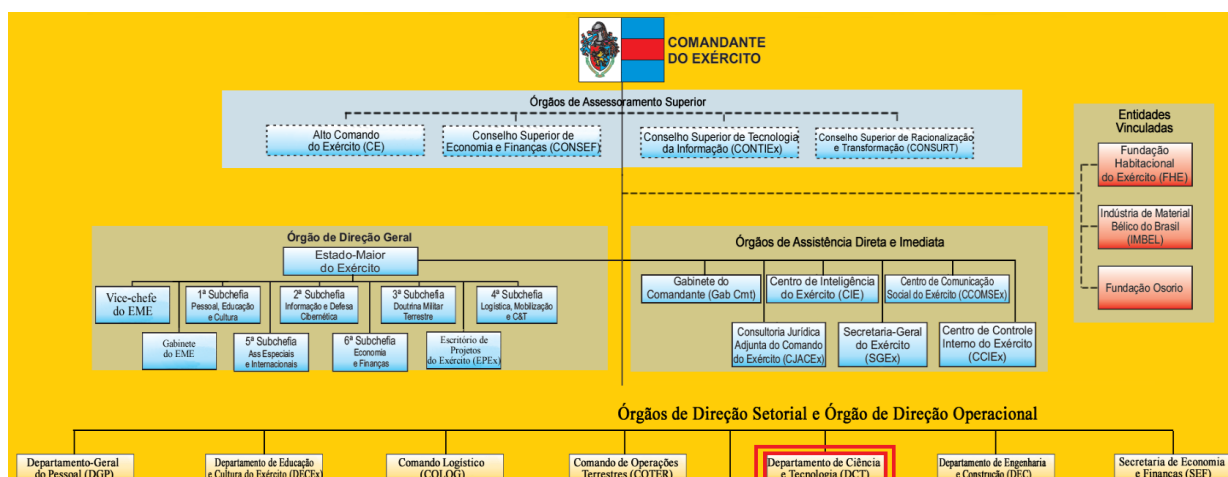 COMANDANTE
DO EXÉRCITO
Órgãos de Assessoramento Superior
Alto Comando
do Exército (CE)
Conselho Superior de
Economia e Finanças (CONSEF)
Conselho Superior de Tecnologia
da Informação (CONTIEx)
Conselho Superior de Racionalização
e Transformação (CONSURT)
Entidades
Vinculadas
Fundação
Habitacional
do Exército (FHE)
Indústria de Material
Bélico do Brasil
(IMBEL)
Fundação Osorio
Órgão de Direção Geral
Estado-Maior
do Exército
Vice-chefe
do EME
1ª Subchefia
Pessoal, Educação
e Cultura
2ª Subchefia
Informação e Defesa
Cibernética
3ª Subchefia
Doutrina Militar
Terrestre
4ª Subchefia
Logística, Mobilização
e C&T
Gabinete
do EME
5ª Subchefia
Ass Especiais
e Internacionais
6ª Subchefia
Economia
e Finanças
Escritório de
Projetos
do Exército (EPEx)
Órgãos de Assistência Direta e Imediata
Gabinete do
Comandante (Gab Cmt)
Centro de Inteligência
do Exército (CIE)
Centro de Comunicação
Social do Exército (CCOMSEx)
Consultoria Jurídica
Adjunta do Comando
do Exército (CJACEx)
Secretaria-Geral
do Exército
(SGEx)
Centro de Controle
Interno do Exército
(CCIEx)
Órgãos de Direção Setorial e Órgão de Direção Operacional
Departamento-Geral
do Pessoal (DGP)
Departamento de Educação
e Cultura do Exército (DECEx)
Comando Logístico
(COLOG)
Comando de Operações
Terrestres (COTER)
Departamento de Ciência
e Tecnologia (DCT)
Departamento de Engenharia
e Construção (DEC)
Secretaria de Economia
e Finanças (SEF)